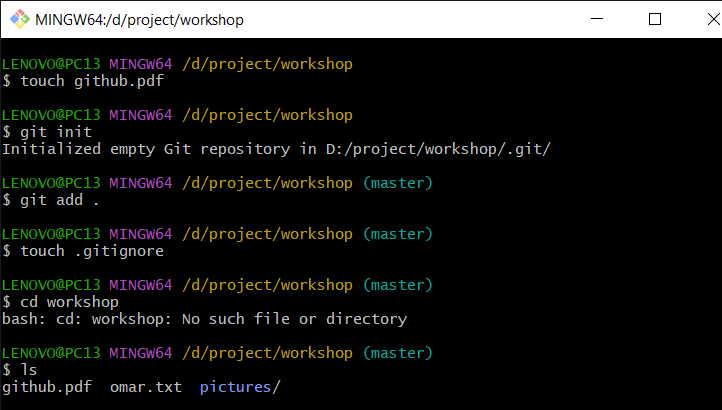 MINGW64:/d/project/workshop
LENOVO@PC13 MINGW64 /d/project/workshop
$ touch github.pdf
LENOVO@PC13 MINGW64 /d/project/workshop
$ git init
Initialized empty Git repository in D:/project/workshop/.git/
LENOVO@PC13 MINGW64 /d/project/workshop (master)
$ git add .
LENOVO@PC13 MINGW64 /d/project/workshop (master)
$ touch .gitignore
LENOVO@PC13 MINGW64 /d/project/workshop (master)
$ cd workshop
bash: cd: workshop: No such file or directory
LENOVO@PC13 MINGW64 /d/project/workshop (master)
$ ls
github.pdf  omar.txt  pictures/